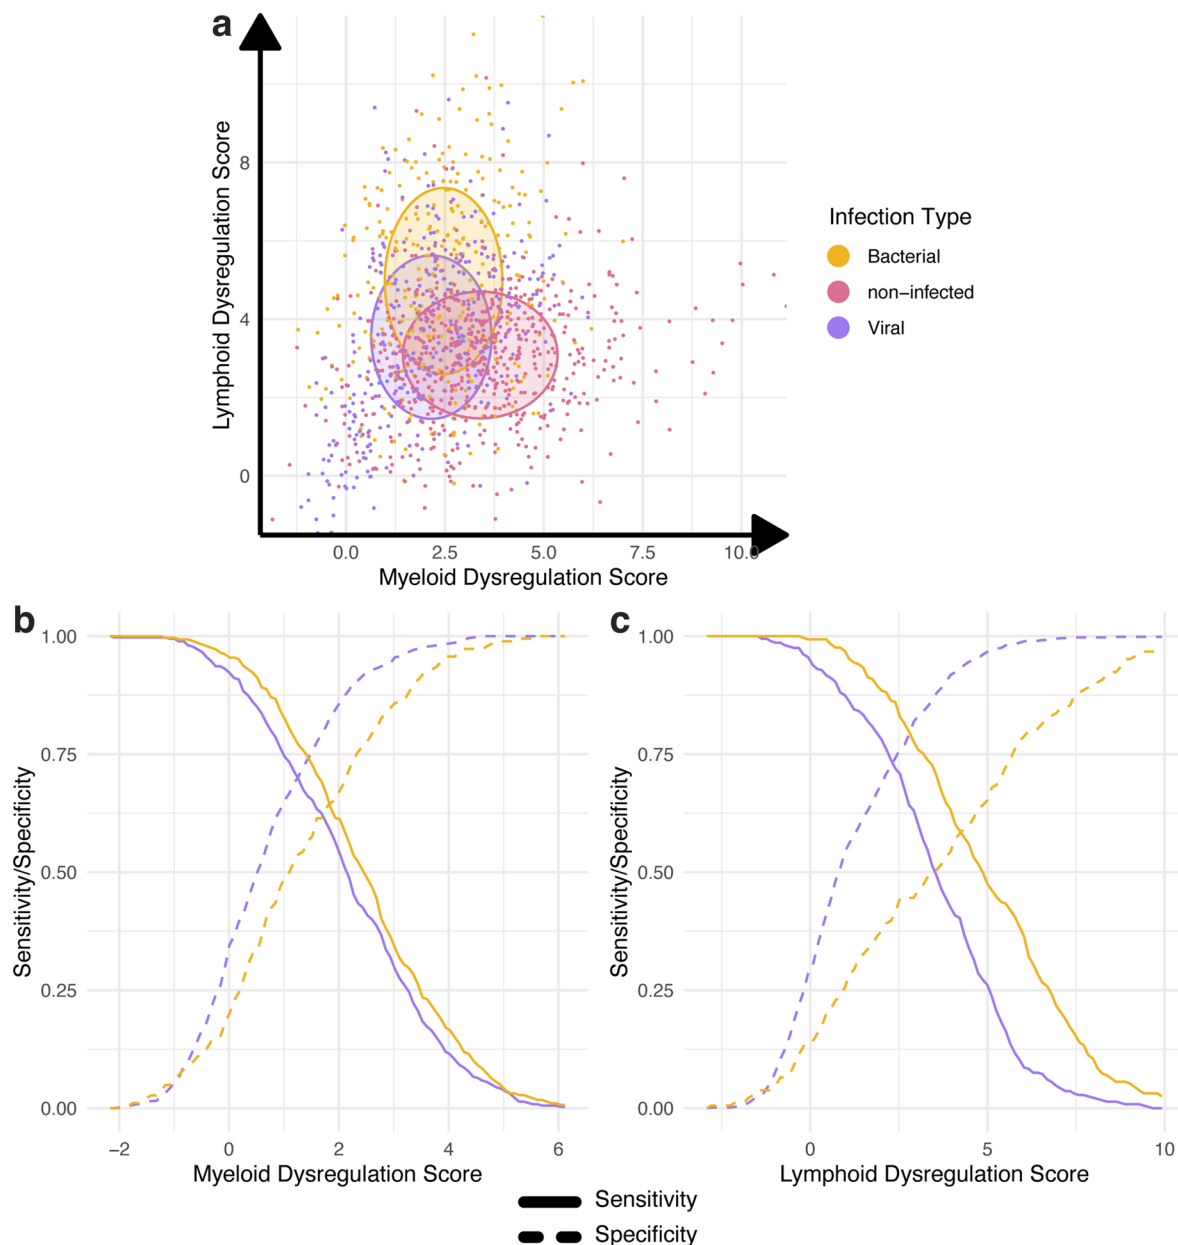 a
Lymphoid Dysregulation Score
8
4
0
0.0 2.5 5.0 7.5 10.0
Myeloid Dysregulation Score
Infection Type
Bacterial
non-infected
Viral
b
Sensitivity/Specificity
1.00
0.75
0.50
0.25
0.00
-2 0 2 4 6
Myeloid Dysregulation Score
c
Sensitivity/Specificity
1.00
0.75
0.50
0.25
0.00
0 5 10
Lymphoid Dysregulation Score
Sensitivity
Specificity